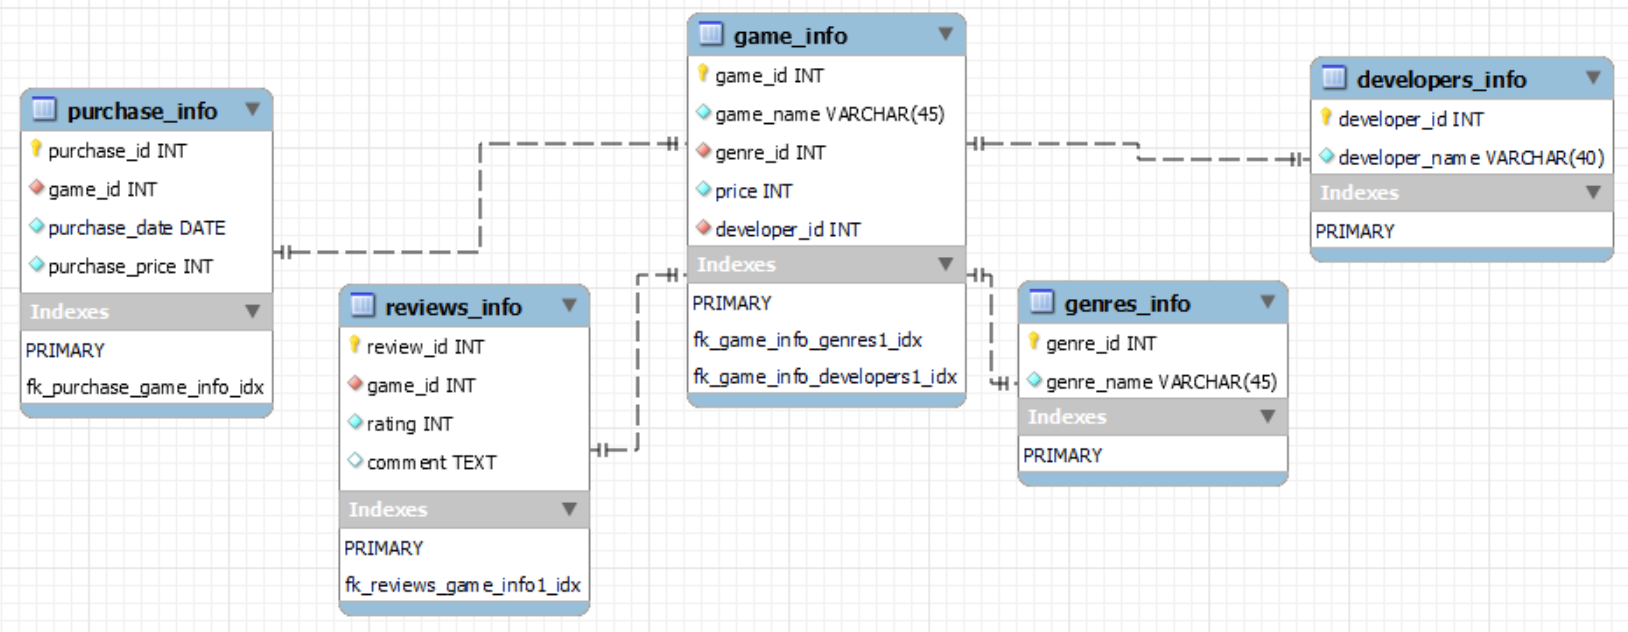 purchase_info
purchase_id INT
game_id INT
purchase_date DATE
purchase_price INT
Indexes
PRIMARY
fk_purchase_game_info_idx
reviews_info
review_id INT
game_id INT
rating INT
comment TEXT
Indexes
PRIMARY
fk_reviews_game_info1_idx
game_info
game_id INT
game_name VARCHAR(45)
genre_id INT
price INT
developer_id INT
Indexes
PRIMARY
fk_game_info_genres1_idx
fk_game_info_developers1_idx
developers_info
developer_id INT
developer_name VARCHAR(40)
Indexes
PRIMARY
genres_info
genre_id INT
genre_name VARCHAR(45)
Indexes
PRIMARY